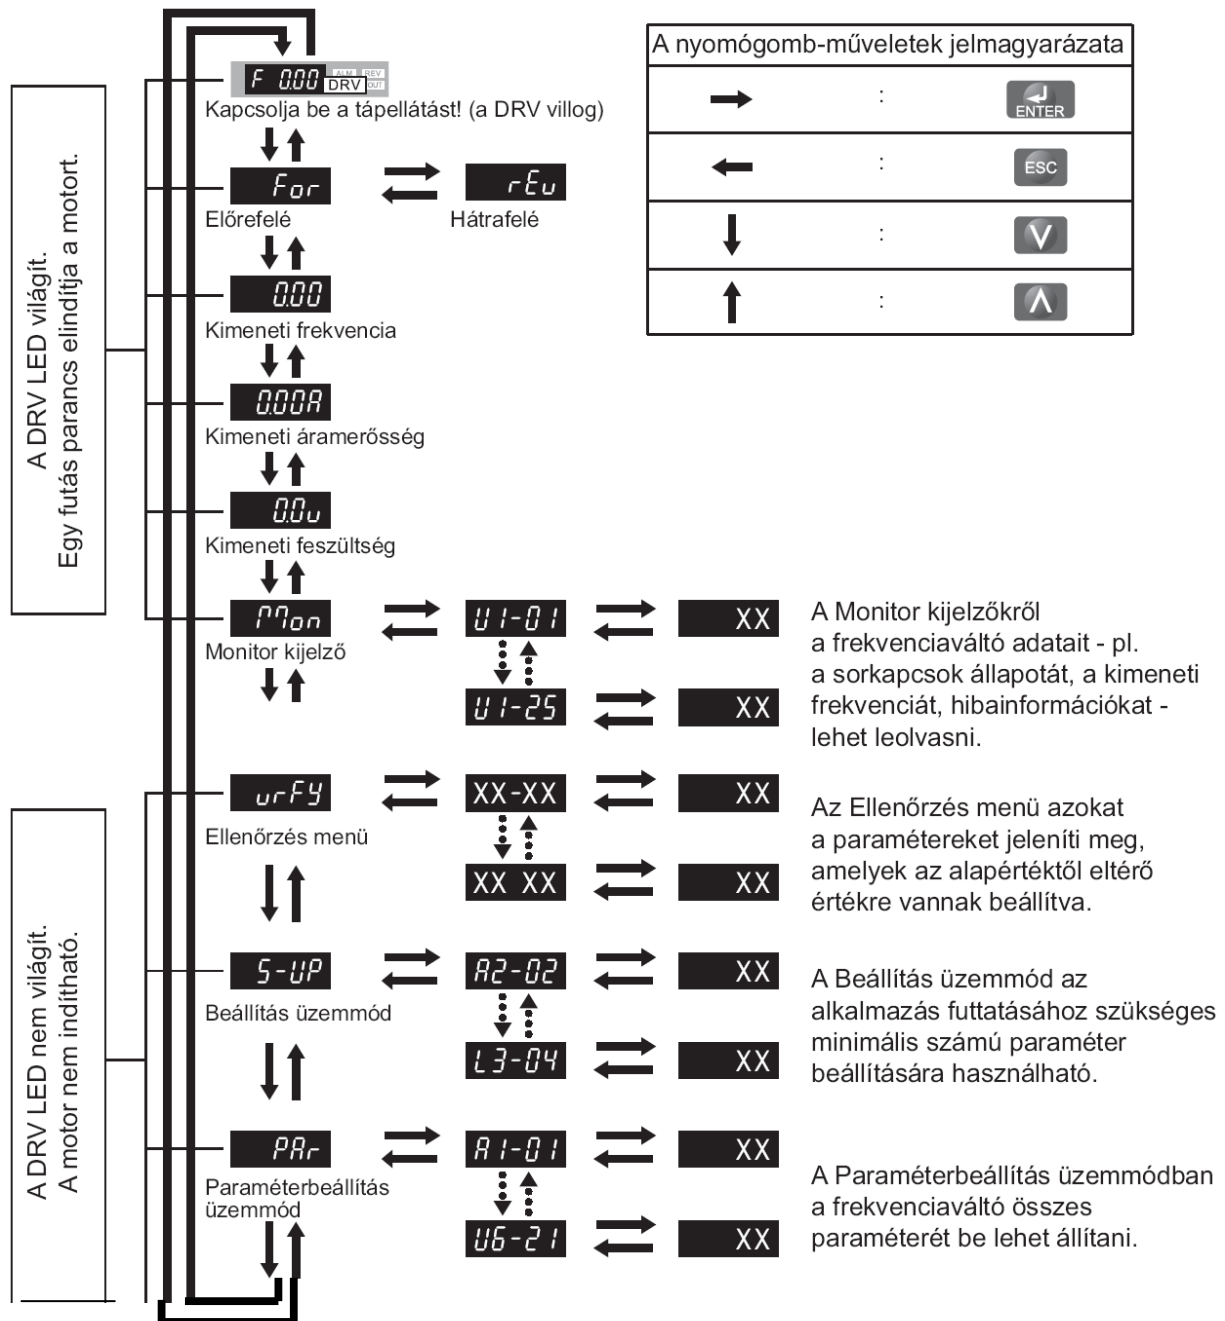 A nyomógomb-műveletek jelmagyarázata
:
ENTER
:
ESC
:
:
A DRV LED világít.
Egy futás parancs elindítja a motort.
F 0.00
ALM
REV
DRV
OUT
Kapcsolja be a tápellátást! (a DRV villog)
For
rEv
Előrefelé
Hátrafelé
0.00
Kimeneti frekvencia
0.00A
Kimeneti áramerősség
0.0v
Kimeneti feszültség
Mon
U1-01
XX
Monitor kijelző
U1-25
XX
A Monitor kijelzőkről
a frekvenciaváltó adatait - pl.
a sorkapcsok állapotát, a kimeneti
frekvenciát, hibainformációkat -
lehet leolvasni.
A DRV LED nem világít.
A motor nem indítható.
vrFY
XX-XX
XX
Ellenőrzés menü
XX XX
XX
Az Ellenőrzés menü azokat
a paramétereket jeleníti meg,
amelyek az alapértéktől eltérő
értékre vannak beállítva.
S-UP
A2-02
XX
Beállítás üzemmód
L3-04
XX
A Beállítás üzemmód az
alkalmazás futtatásához szükséges
minimális számú paraméter
beállítására használható.
PAr
A1-01
XX
Paraméterbeállítás
üzemmód
U6-21
XX
A Paraméterbeállítás üzemmódban
a frekvenciaváltó összes
paraméterét be lehet állítani.